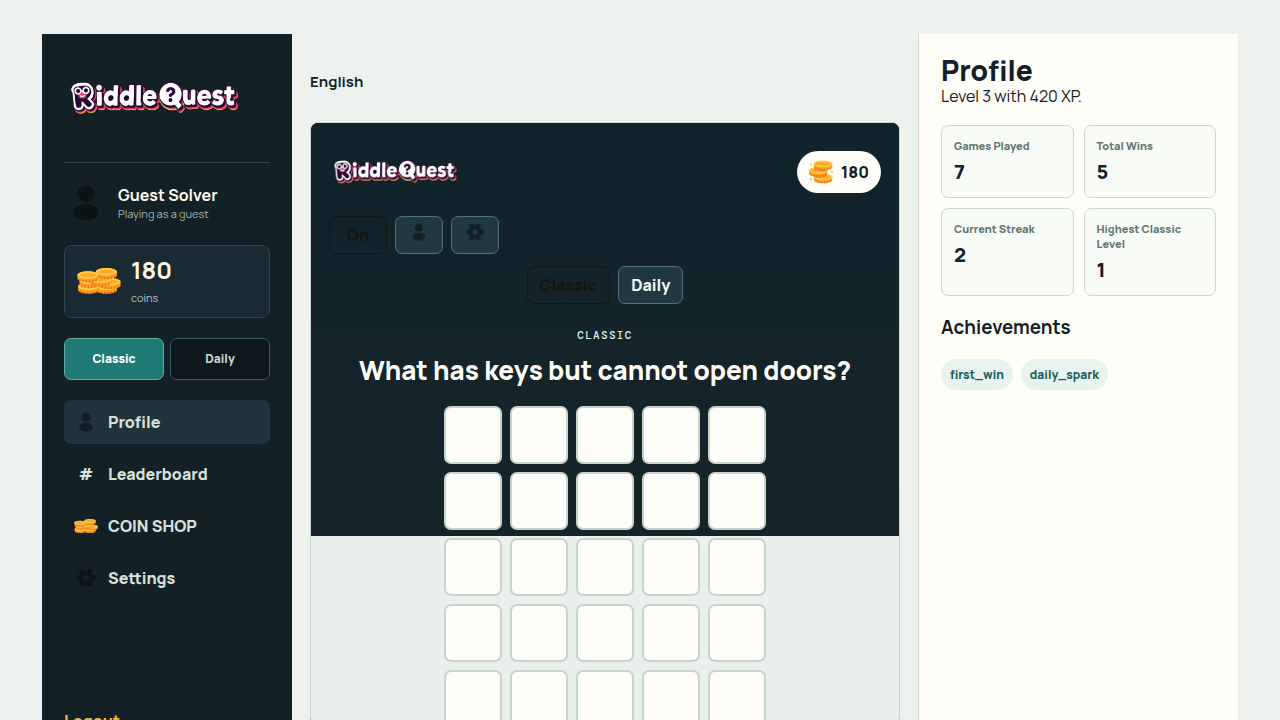 RiddleQuest
Guest Solver
Playing as a guest
180
coins
Classic
Daily
Profile
# Leaderboard
COIN SHOP
Settings
Logout
English
RiddleQuest
180
On
Classic
Daily
CLASSIC
What has keys but cannot open doors?
Profile
Level 3 with 420 XP.
Games Played
7
Total Wins
5
Current Streak
2
Highest Classic
Level
1
Achievements
first_win
daily_spark